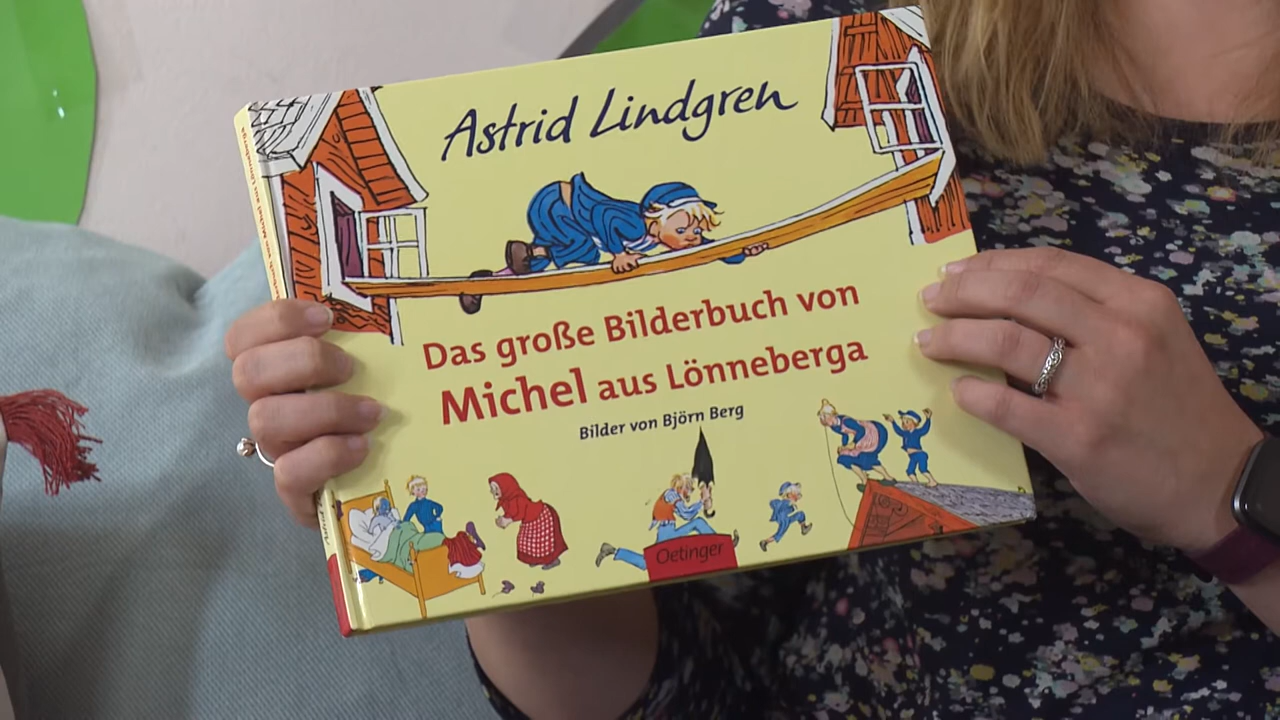 Astrid Lindgren
Das große Bilderbuch von
Michel aus Lönneberga
Bilder von Björn Berg
Oetinger